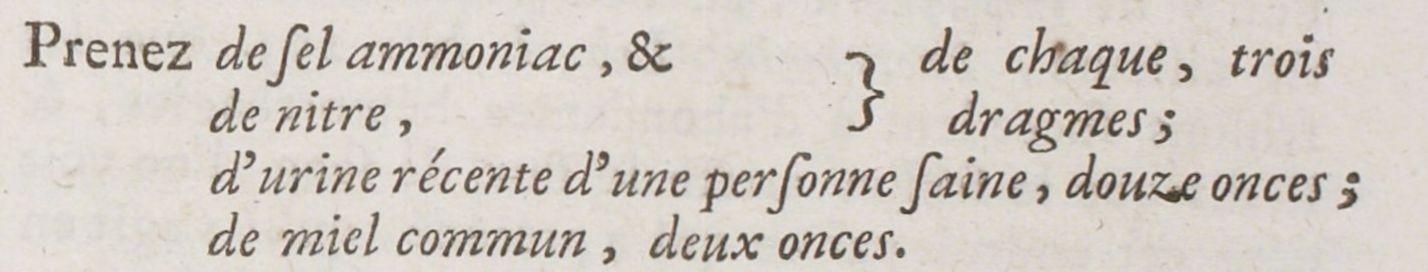 Prenez de ſel ammoniac, & } de chaque, trois
de nitre, dragmes;
d'urine récente d'une perſonne ſaine, douze onces;
de miel commun, deux onces.